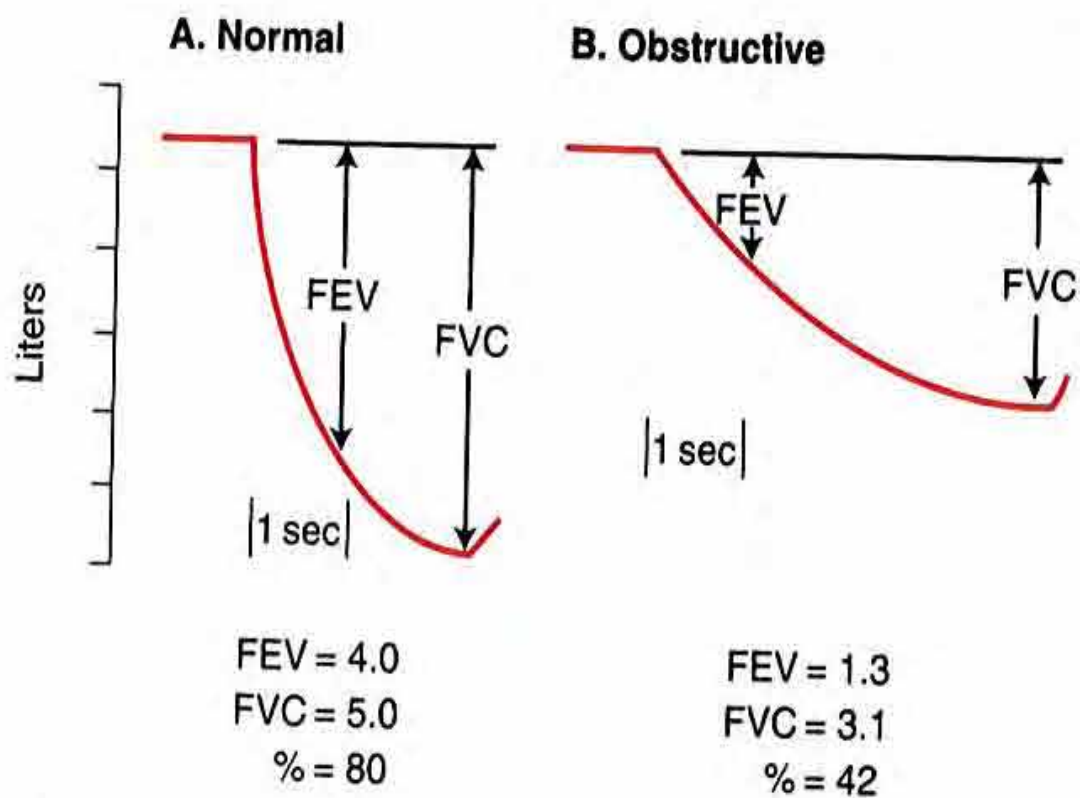 A. Normal
B. Obstructive
Liters
FEV
FVC
1 sec
FEV
FVC
1 sec
FEV = 4.0
FVC = 5.0
% = 80
FEV = 1.3
FVC = 3.1
% = 42